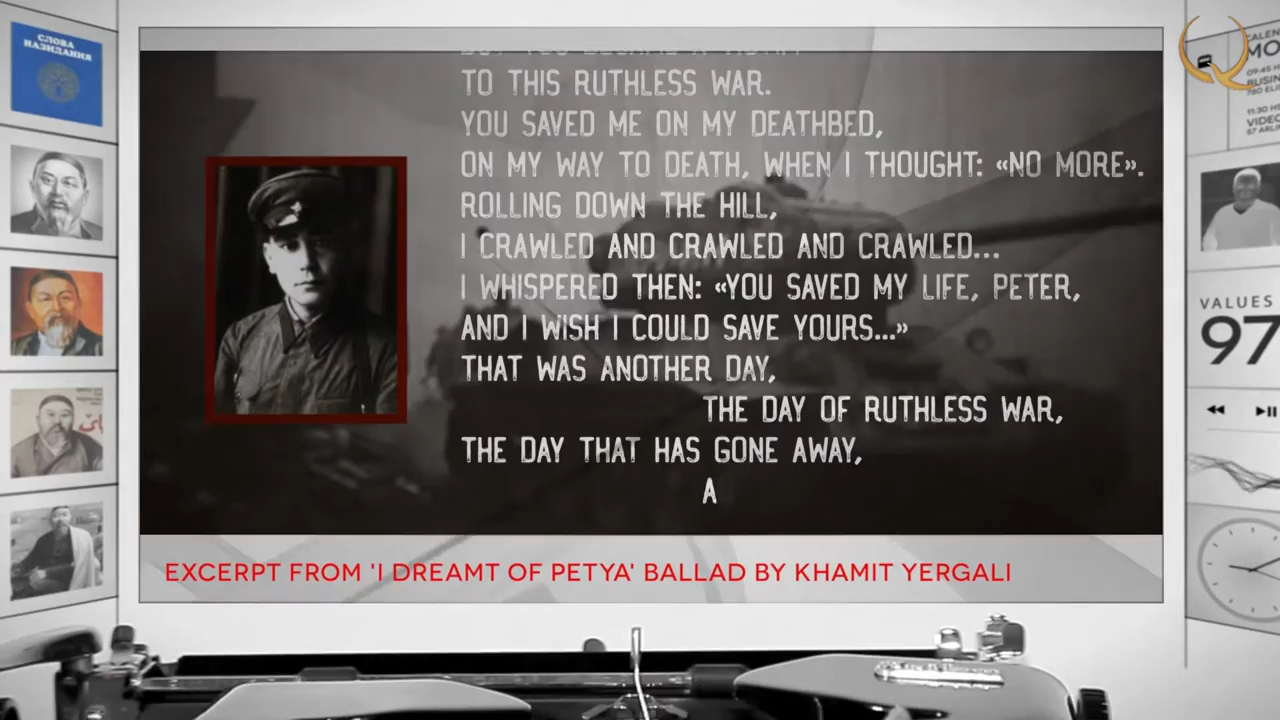 СЛОВА
НАЗИДАНИЯ
TO THIS RUTHLESS WAR.
YOU SAVED ME ON MY DEATHBED,
ON MY WAY TO DEATH, WHEN I THOUGHT: «NO MORE».
ROLLING DOWN THE HILL,
I CRAWLED AND CRAWLED AND CRAWLED...
I WHISPERED THEN: «YOU SAVED MY LIFE, PETER,
AND I WISH I COULD SAVE YOURS...»
THAT WAS ANOTHER DAY,
THE DAY OF RUTHLESS WAR,
THE DAY THAT HAS GONE AWAY,
A
EXCERPT FROM 'I DREAMT OF PETYA' BALLAD BY KHAMIT YERGALI
VALUES
97